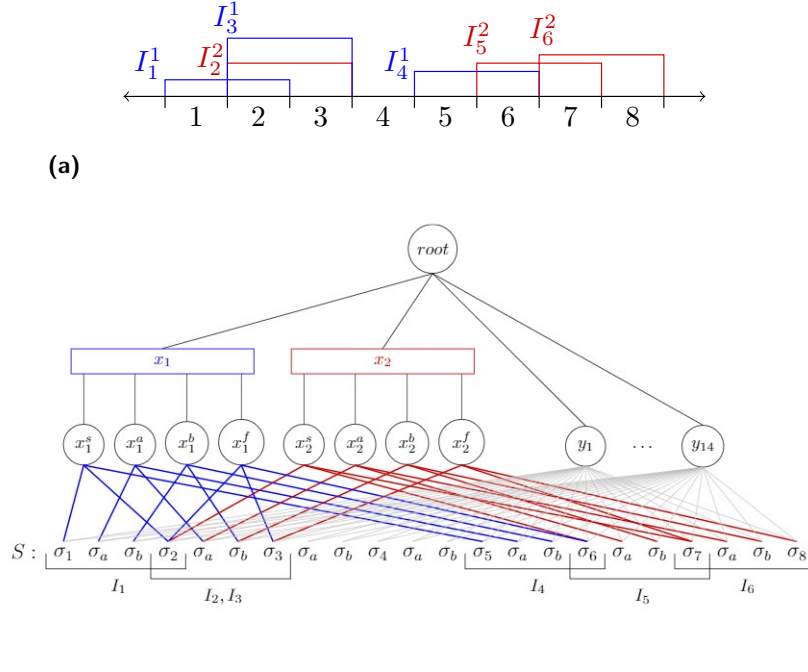 I_3^1
I_1^1 I_2^2 I_4^1 I_5^2 I_6^2
1 2 3 4 5 6 7 8
(a)
root
x_1 x_2
x_1^s x_1^a x_1^b x_1^f x_2^s x_2^a x_2^b x_2^f y_1 ... y_14
S : σ_1 σ_a σ_b σ_2 σ_a σ_b σ_3 σ_a σ_b σ_4 σ_a σ_b σ_5 σ_a σ_b σ_6 σ_a σ_b σ_7 σ_a σ_b σ_8
I_1 I_2, I_3 I_4 I_5 I_6